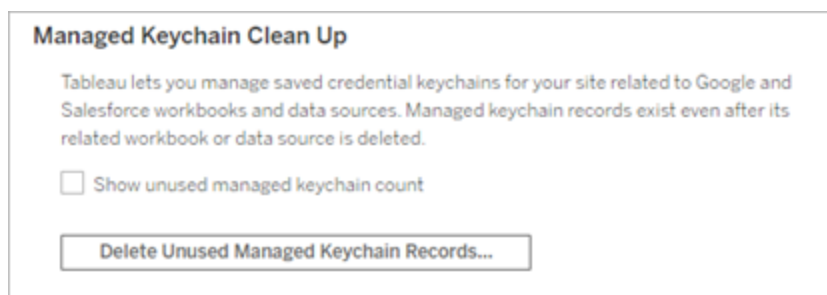 Managed Keychain Clean Up
Tableau lets you manage saved credential keychains for your site related to Google and
Salesforce workbooks and data sources. Managed keychain records exist even after its
related workbook or data source is deleted.
Show unused managed keychain count
Delete Unused Managed Keychain Records...